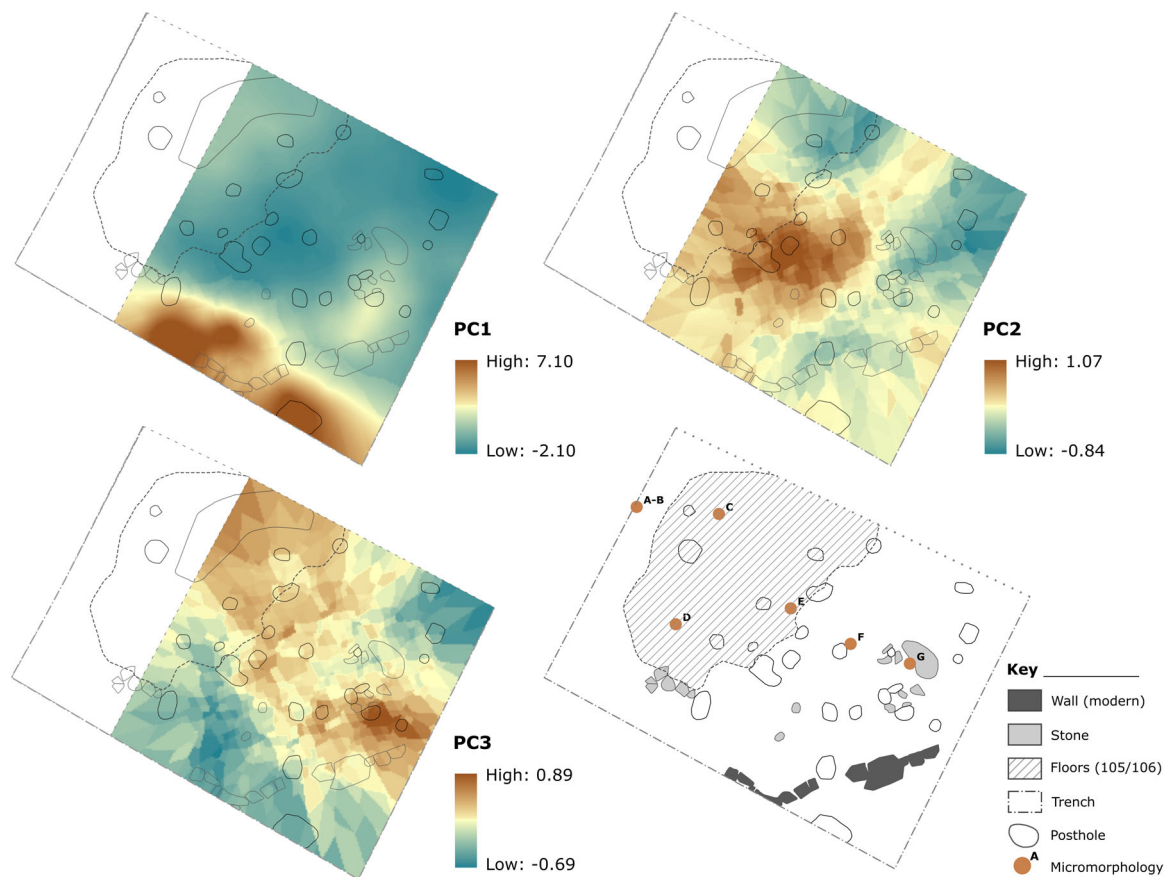 PC1
High: 7.10
Low: -2.10
PC2
High: 1.07
Low: -0.84
PC3
High: 0.89
Low: -0.69
A-B
C
D
E
F
G
Key
Wall (modern)
Stone
Floors (105/106)
Trench
Posthole
A
Micromorphology